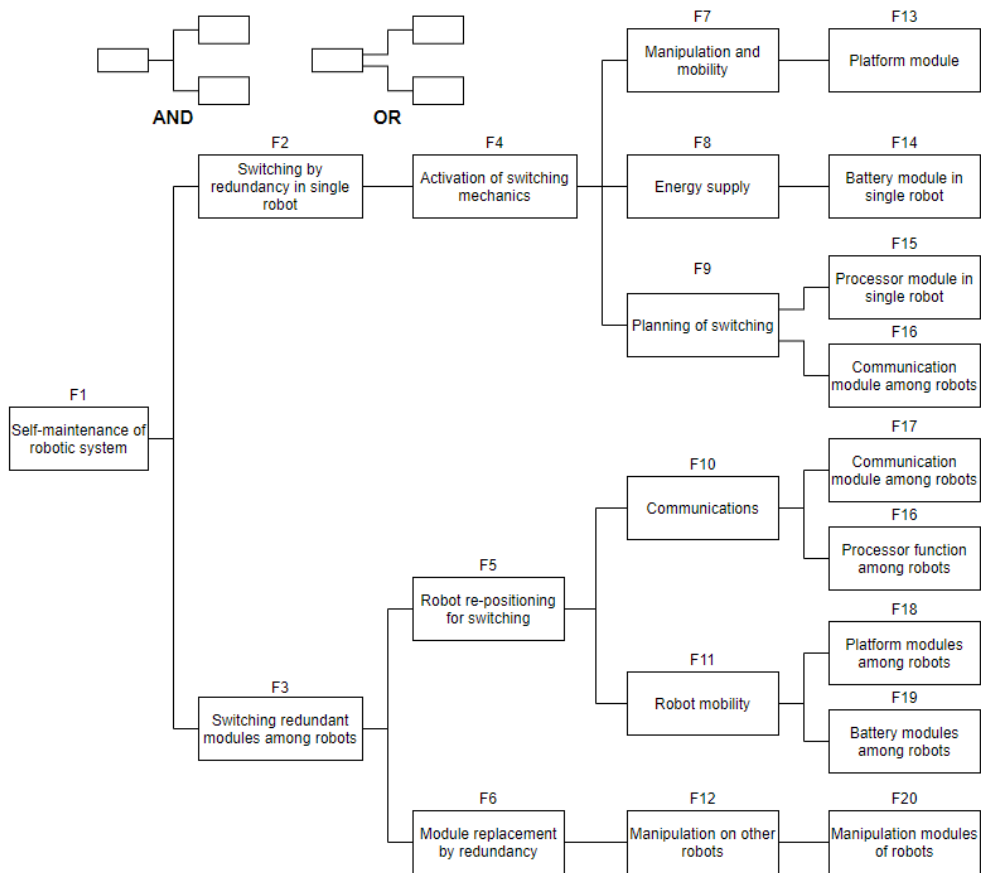 AND
OR
F1
Self-maintenance of
robotic system
F2
Switching by
redundancy in single
robot
F3
Switching redundant
modules among robots
F4
Activation of switching
mechanics
F5
Robot re-positioning
for switching
F6
Module replacement
by redundancy
F7
Manipulation and
mobility
F8
Energy supply
F9
Planning of switching
F10
Communications
F11
Robot mobility
F12
Manipulation on other
robots
F13
Platform module
F14
Battery module in
single robot
F15
Processor module in
single robot
F16
Communication
module among robots
F17
Communication
module among robots
F16
Processor function
among robots
F18
Platform modules
among robots
F19
Battery modules
among robots
F20
Manipulation modules
of robots